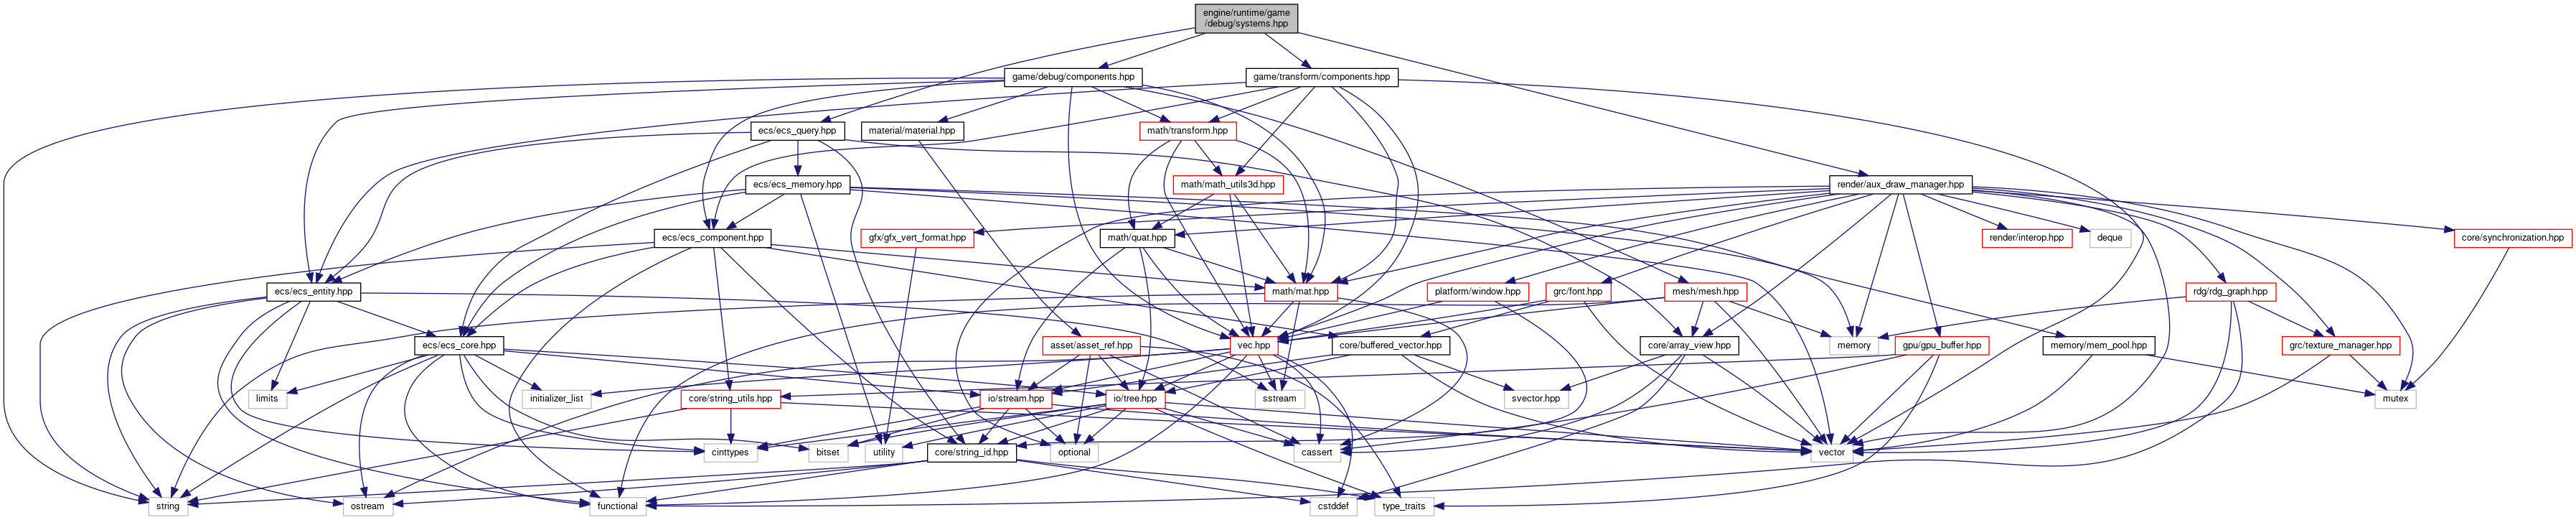 engine/runtime/game
/debug/systems.hpp
game/debug/components.hpp
game/transform/components.hpp
ecs/ecs_query.hpp
material/material.hpp
math/transform.hpp
ecs/ecs_memory.hpp
math/math_utils3d.hpp
render/aux_draw_manager.hpp
ecs/ecs_component.hpp
gfx/gfx_vert_format.hpp
math/quat.hpp
render/interop.hpp
deque
core/synchronization.hpp
ecs/ecs_entity.hpp
math/mat.hpp
platform/window.hpp
grc/font.hpp
mesh/mesh.hpp
rdg/rdg_graph.hpp
ecs/ecs_core.hpp
asset/asset_ref.hpp
vec.hpp
core/buffered_vector.hpp
core/array_view.hpp
memory
gpu/gpu_buffer.hpp
memory/mem_pool.hpp
grc/texture_manager.hpp
limits
initializer_list
core/string_utils.hpp
io/stream.hpp
io/tree.hpp
sstream
svector.hpp
mutex
cinttypes
bitset
utility
core/string_id.hpp
optional
cassert
vector
string
ostream
functional
cstddef
type_traits